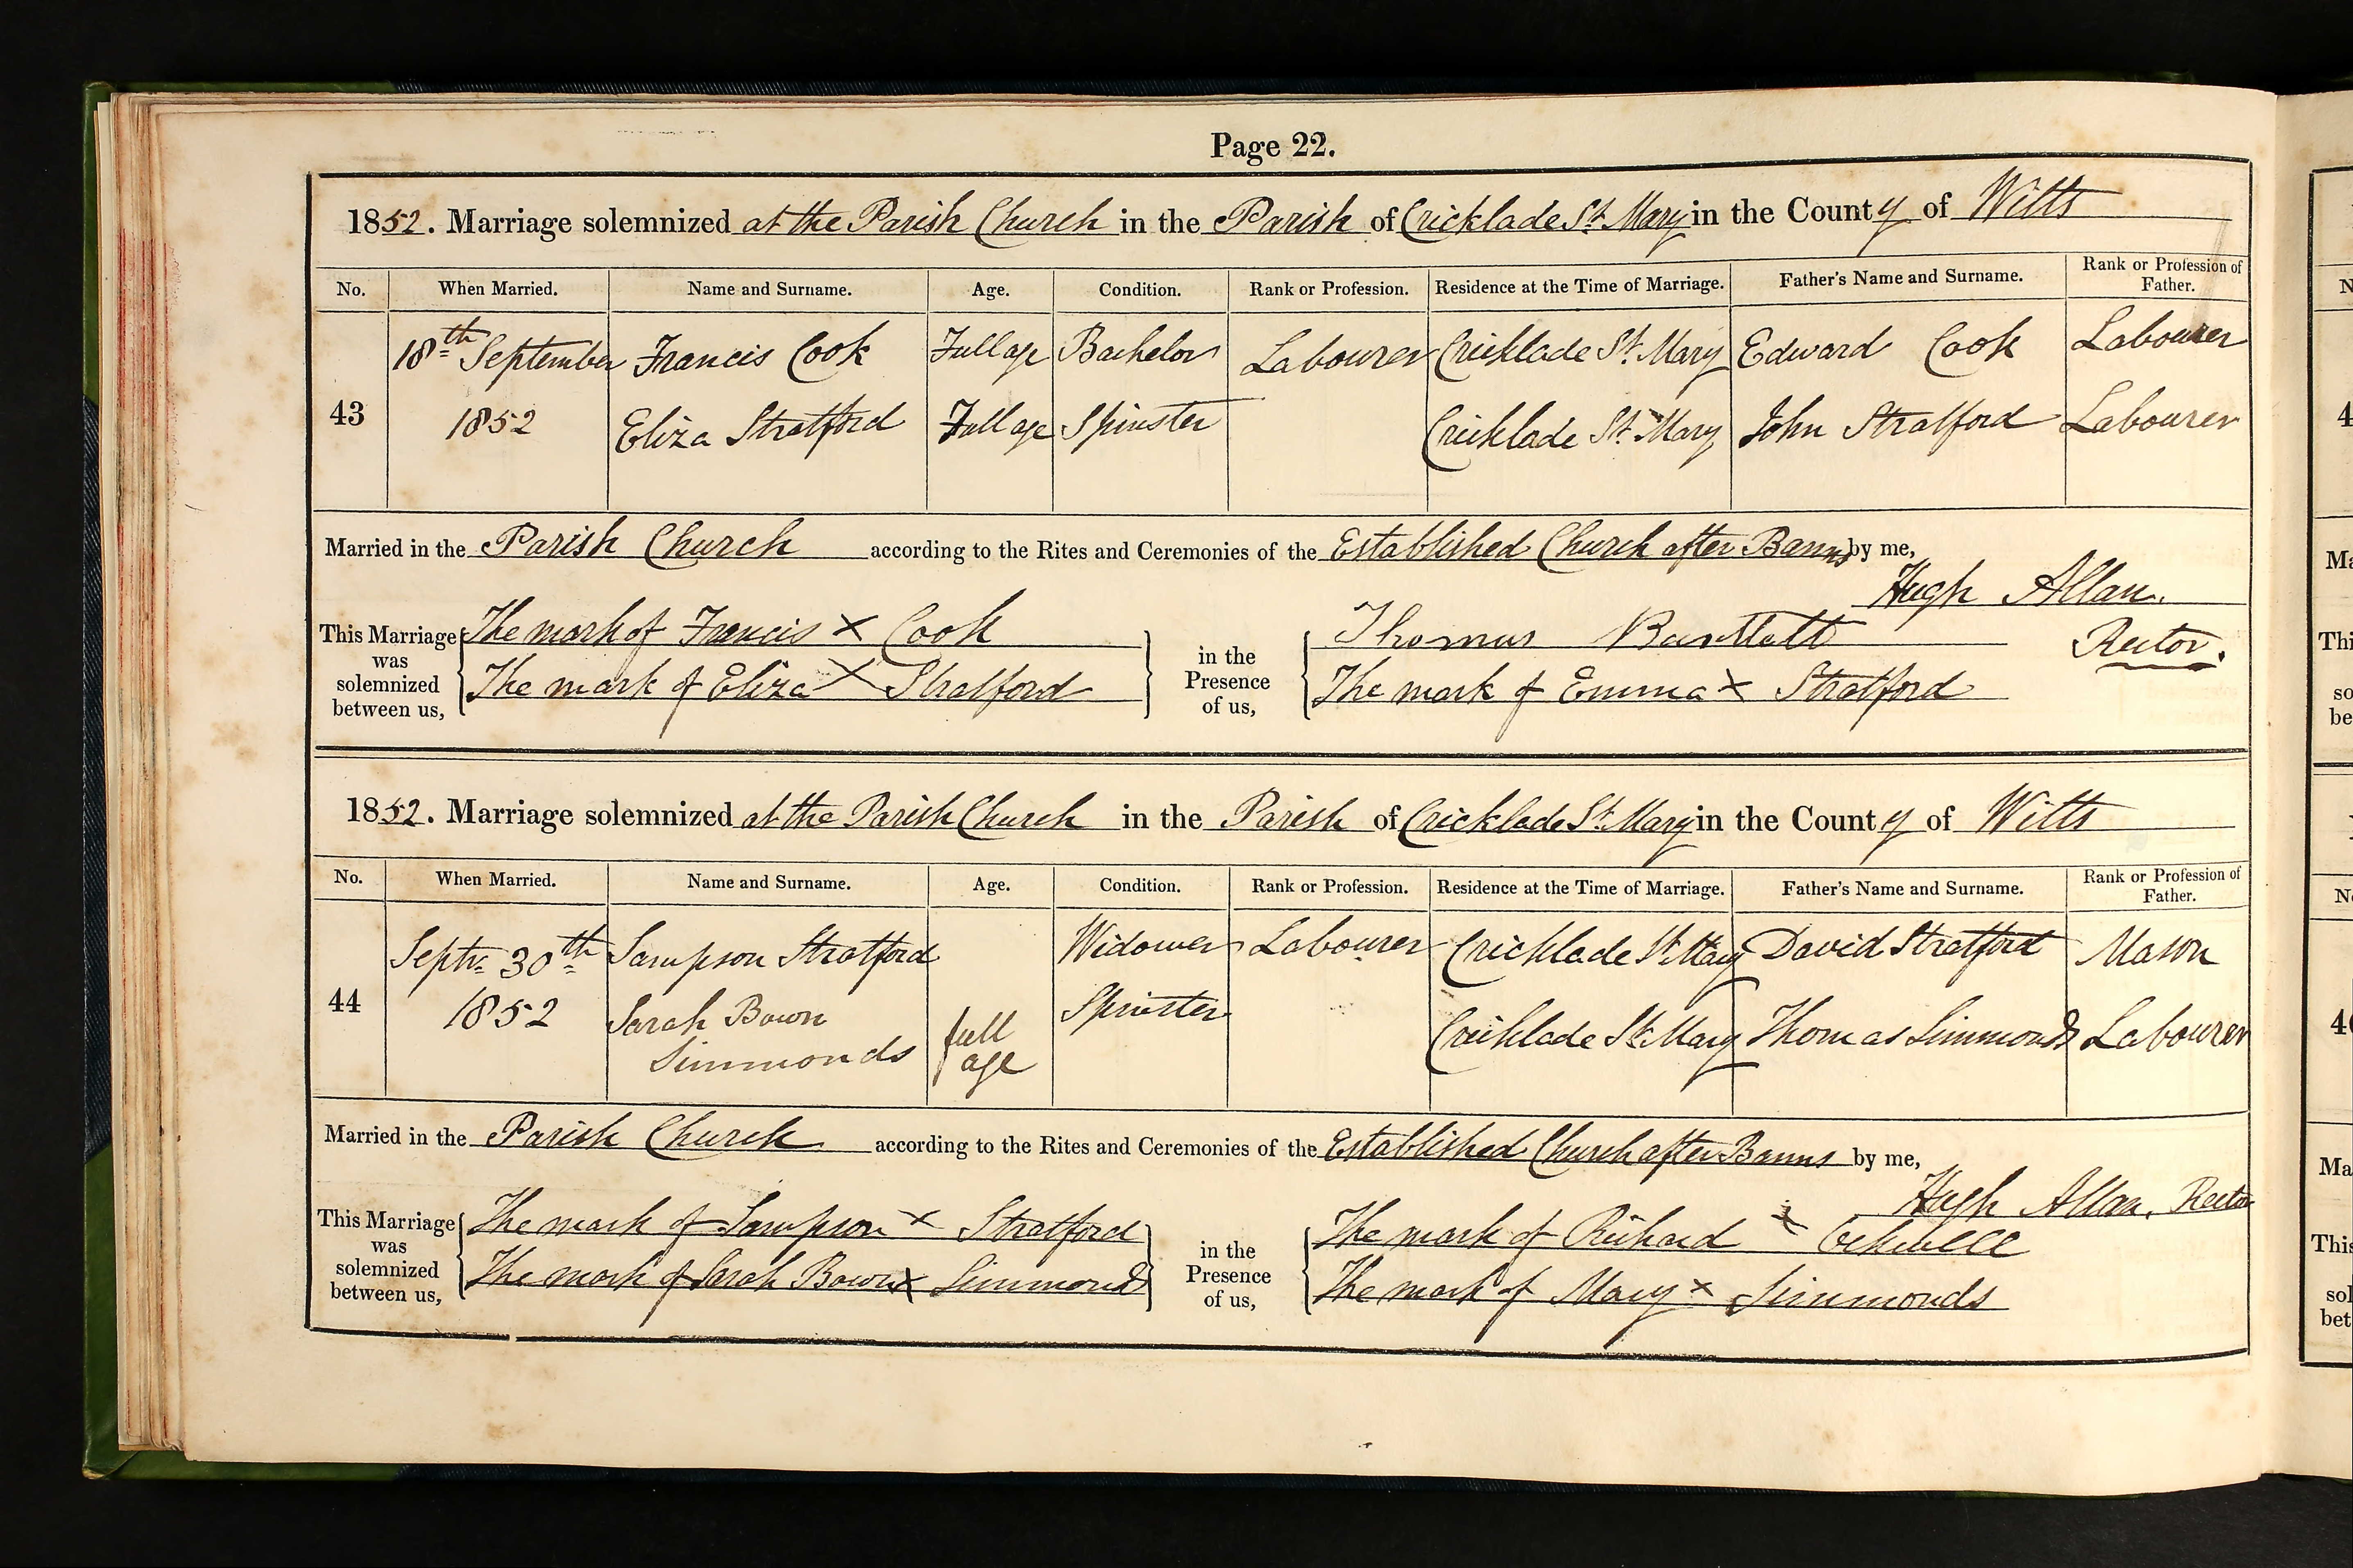 Page 22.
1852. Marriage solemnized at the Parish Church in the Parish of Cricklade St. Mary in the County of Wilts
No. When Married. Name and Surname. Age. Condition. Rank or Profession. Residence at the Time of Marriage. Father's Name and Surname. Rank or Profession of Father.
18th September Francis Cook Full age Bachelor Labourer Cricklade St. Mary Edward Cook Labourer
43 1852 Eliza Stratford Full age Spinster Cricklade St. Mary John Stratford Labourer
Married in the Parish Church according to the Rites and Ceremonies of the Established Church after Banns by me,
Hugh Allan.
Rector.
This Marriage was solemnized between us,
The mark of Francis X Cook
The mark of Eliza X Stratford
in the Presence of us,
Thomas Bartlett
The mark of Emma X Stratford
1852. Marriage solemnized at the Parish Church in the Parish of Cricklade St. Mary in the County of Wilts
No. When Married. Name and Surname. Age. Condition. Rank or Profession. Residence at the Time of Marriage. Father's Name and Surname. Rank or Profession of Father.
Septr. 30th Sampson Stratford Widower Labourer Cricklade St. Mary David Stratford Mason
44 1852 Sarah Bown Simmonds full age Spinster Cricklade St. Mary Thomas Simmonds Labourer
Married in the Parish Church according to the Rites and Ceremonies of the Established Church after Banns by me,
Hugh Allan, Rector
This Marriage was solemnized between us,
The mark of Sampson X Stratford
The mark of Sarah Bown X Simmonds
in the Presence of us,
The mark of Richard X
The mark of Mary X Simmonds